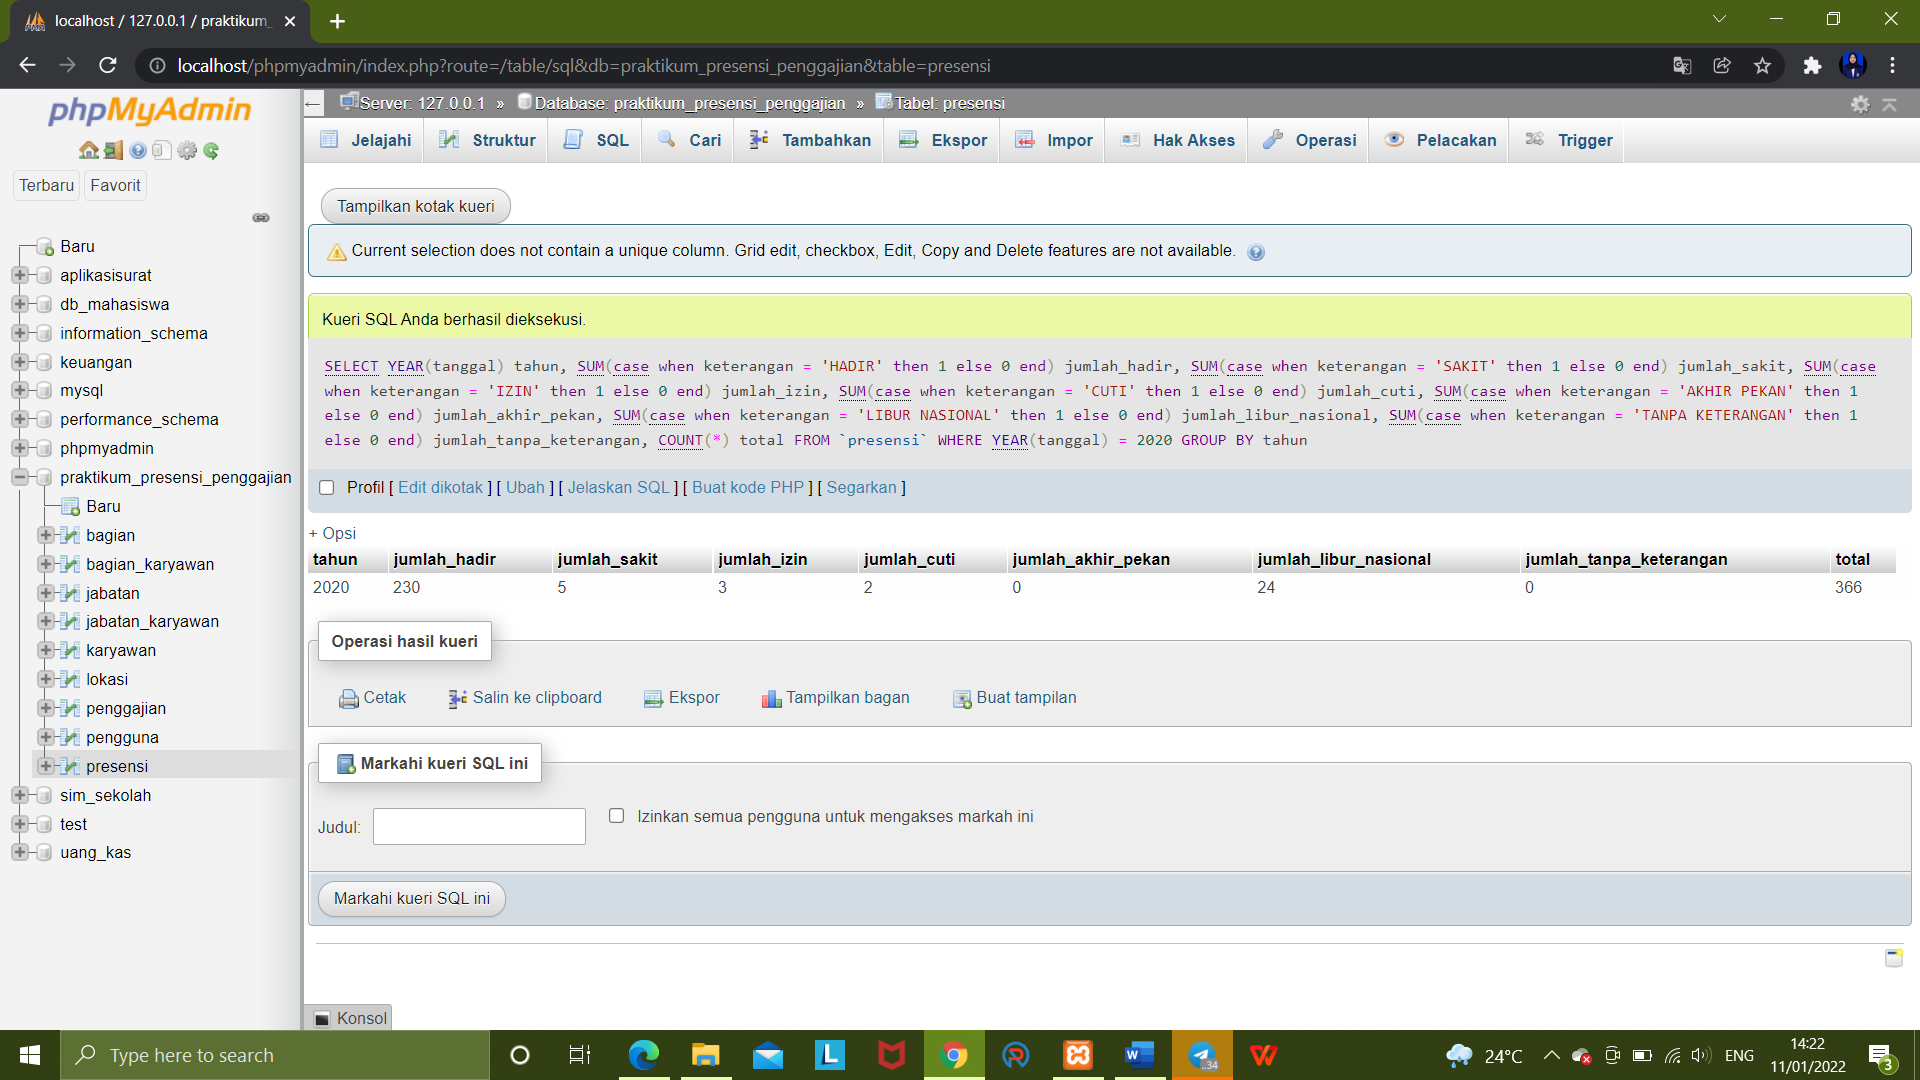 localhost / 127.0.0.1 / praktikum_
localhost/phpmyadmin/index.php?route=/table/sql&db=praktikum_presensi_penggajian&table=presensi
phpMyAdmin
Terbaru Favorit
Baru
aplikasisurat
db_mahasiswa
information_schema
keuangan
mysql
performance_schema
phpmyadmin
praktikum_presensi_penggajian
Baru
bagian
bagian_karyawan
jabatan
jabatan_karyawan
karyawan
lokasi
penggajian
pengguna
presensi
sim_sekolah
test
uang_kas
Server: 127.0.0.1 » Database: praktikum_presensi_penggajian » Tabel: presensi
Jelajahi Struktur SQL Cari Tambahkan Ekspor Impor Hak Akses Operasi Pelacakan Trigger
Tampilkan kotak kueri
Current selection does not contain a unique column. Grid edit, checkbox, Edit, Copy and Delete features are not available.
Kueri SQL Anda berhasil dieksekusi.
SELECT YEAR(tanggal) tahun, SUM(case when keterangan = 'HADIR' then 1 else 0 end) jumlah_hadir, SUM(case when keterangan = 'SAKIT' then 1 else 0 end) jumlah_sakit, SUM(case
when keterangan = 'IZIN' then 1 else 0 end) jumlah_izin, SUM(case when keterangan = 'CUTI' then 1 else 0 end) jumlah_cuti, SUM(case when keterangan = 'AKHIR PEKAN' then 1
else 0 end) jumlah_akhir_pekan, SUM(case when keterangan = 'LIBUR NASIONAL' then 1 else 0 end) jumlah_libur_nasional, SUM(case when keterangan = 'TANPA KETERANGAN' then 1
else 0 end) jumlah_tanpa_keterangan, COUNT(*) total FROM `presensi` WHERE YEAR(tanggal) = 2020 GROUP BY tahun
Profil [ Edit dikotak ] [ Ubah ] [ Jelaskan SQL ] [ Buat kode PHP ] [ Segarkan ]
+ Opsi
tahun jumlah_hadir jumlah_sakit jumlah_izin jumlah_cuti jumlah_akhir_pekan jumlah_libur_nasional jumlah_tanpa_keterangan total
2020 230 5 3 2 0 24 0 366
Operasi hasil kueri
Cetak Salin ke clipboard Ekspor Tampilkan bagan Buat tampilan
Markahi kueri SQL ini
Judul: Izinkan semua pengguna untuk mengakses markah ini
Markahi kueri SQL ini
Konsol
Type here to search
L
W
..34
24°C
ENG
14:22
11/01/2022
3